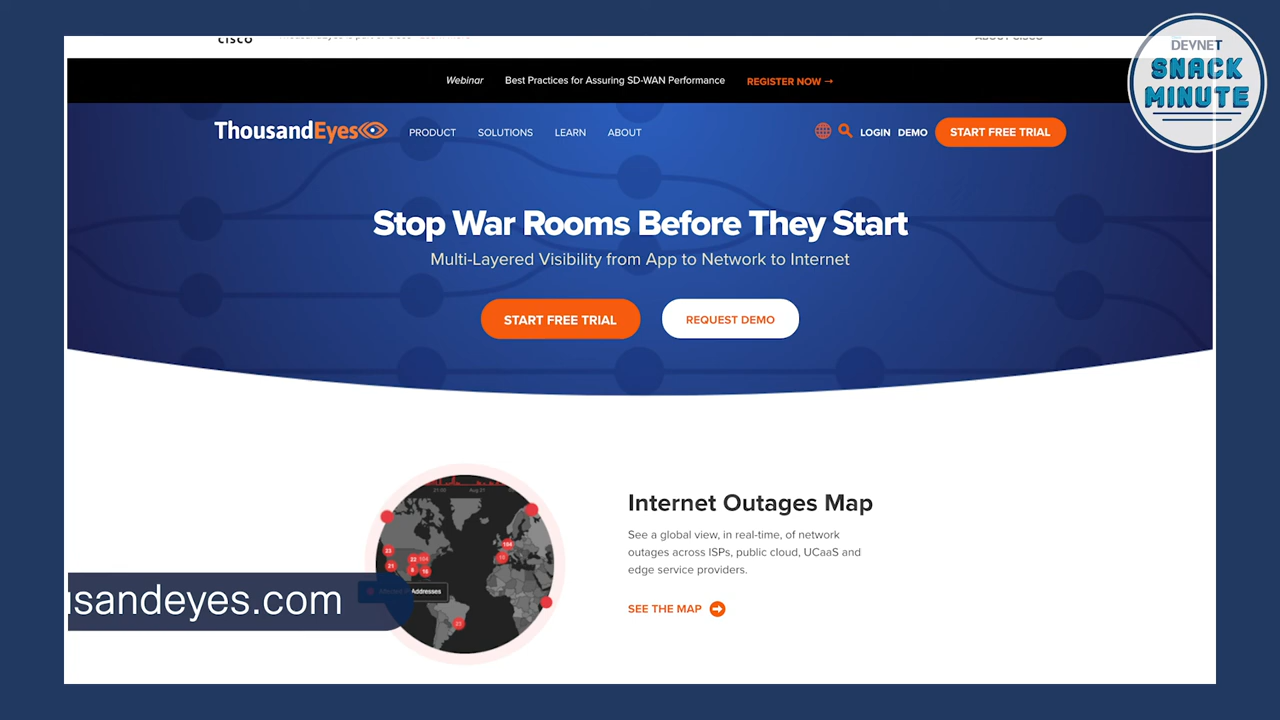 CISCO
ABOUT CISCO
DEVNET
SNACK
MINUTE
Webinar Best Practices for Assuring SD-WAN Performance REGISTER NOW →
ThousandEyes PRODUCT SOLUTIONS LEARN ABOUT LOGIN DEMO START FREE TRIAL
Stop War Rooms Before They Start
Multi-Layered Visibility from App to Network to Internet
START FREE TRIAL REQUEST DEMO
Internet Outages Map
See a global view, in real-time, of network
outages across ISPs, public cloud, UCaaS and
edge service providers.
SEE THE MAP
usandeyes.com
Addresses